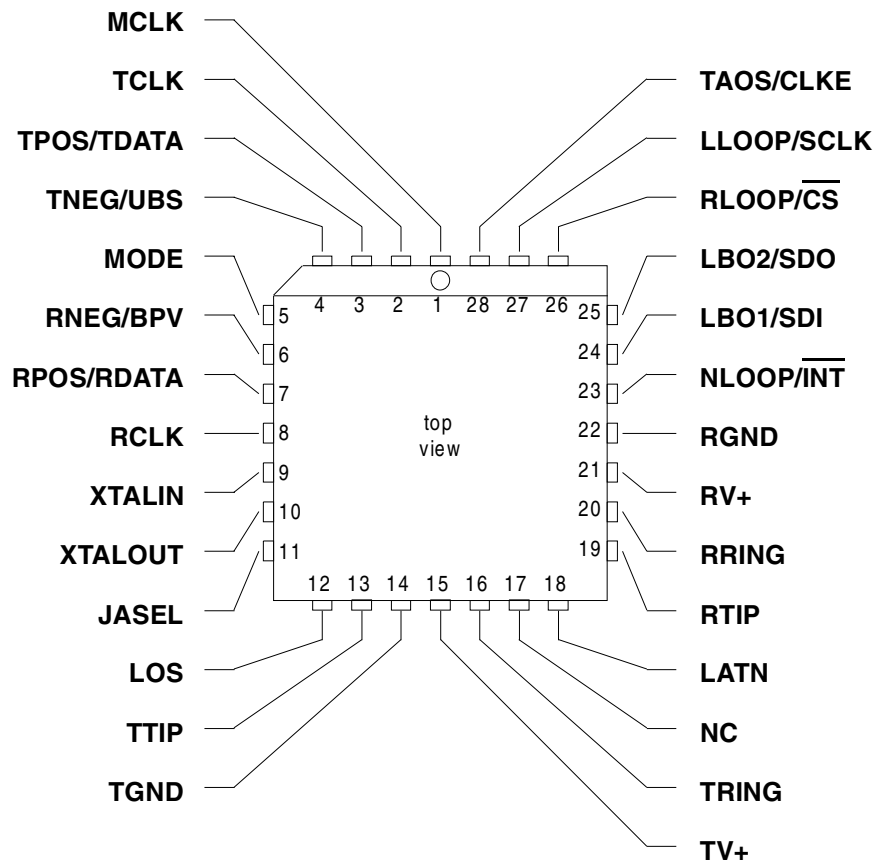 MCLK
TCLK
TPOS/TDATA
TNEG/UBS
MODE
RNEG/BPV
RPOS/RDATA
RCLK
XTALIN
XTALOUT
JASEL
LOS
TTIP
TGND
4 3 2 1 28 27 26
5
6
7
8
9
10
11
top
view
25
24
23
22
21
20
19
12 13 14 15 16 17 18
TAOS/CLKE
LLOOP/SCLK
RLOOP/C̅S̅
LBO2/SDO
LBO1/SDI
NLOOP/I̅N̅T̅
RGND
RV+
RRING
RTIP
LATN
NC
TRING
TV+